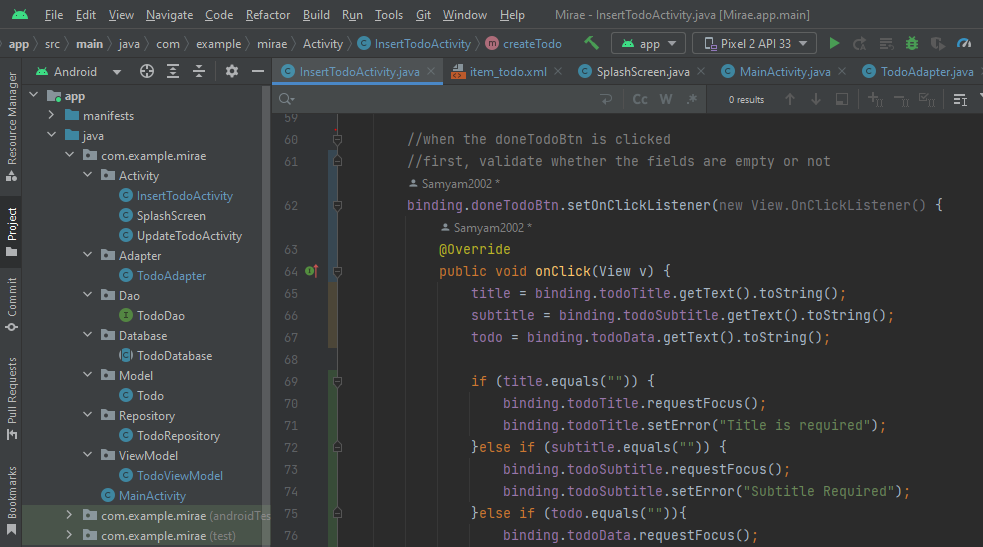 File Edit View Navigate Code Refactor Build Run Tools Git Window Help Mirae - InsertTodoActivity.java [Mirae.app.main]
app src main java com example mirae Activity InsertTodoActivity createTodo app Pixel 2 API 33
Android InsertTodoActivity.java item_todo.xml SplashScreen.java MainActivity.java TodoAdapter.java
Cc W .* 0 results
Resource Manager
Project
Commit
Pull Requests
Bookmarks
app
manifests
java
com.example.mirae
Activity
InsertTodoActivity
SplashScreen
UpdateTodoActivity
Adapter
TodoAdapter
Dao
TodoDao
Database
TodoDatabase
Model
Todo
Repository
TodoRepository
ViewModel
TodoViewModel
MainActivity
com.example.mirae (androidTes
com.example.mirae (test)
59
60 //when the doneTodoBtn is clicked
61 //first, validate whether the fields are empty or not
Samyam2002 *
62 binding.doneTodoBtn.setOnClickListener(new View.OnClickListener() {
Samyam2002 *
63 @Override
64 public void onClick(View v) {
65 title = binding.todoTitle.getText().toString();
66 subtitle = binding.todoSubtitle.getText().toString();
67 todo = binding.todoData.getText().toString();
68
69 if (title.equals("")) {
70 binding.todoTitle.requestFocus();
71 binding.todoTitle.setError("Title is required");
72 }else if (subtitle.equals("")) {
73 binding.todoSubtitle.requestFocus();
74 binding.todoSubtitle.setError("Subtitle Required");
75 }else if (todo.equals("")){
76 binding.todoData.requestFocus();